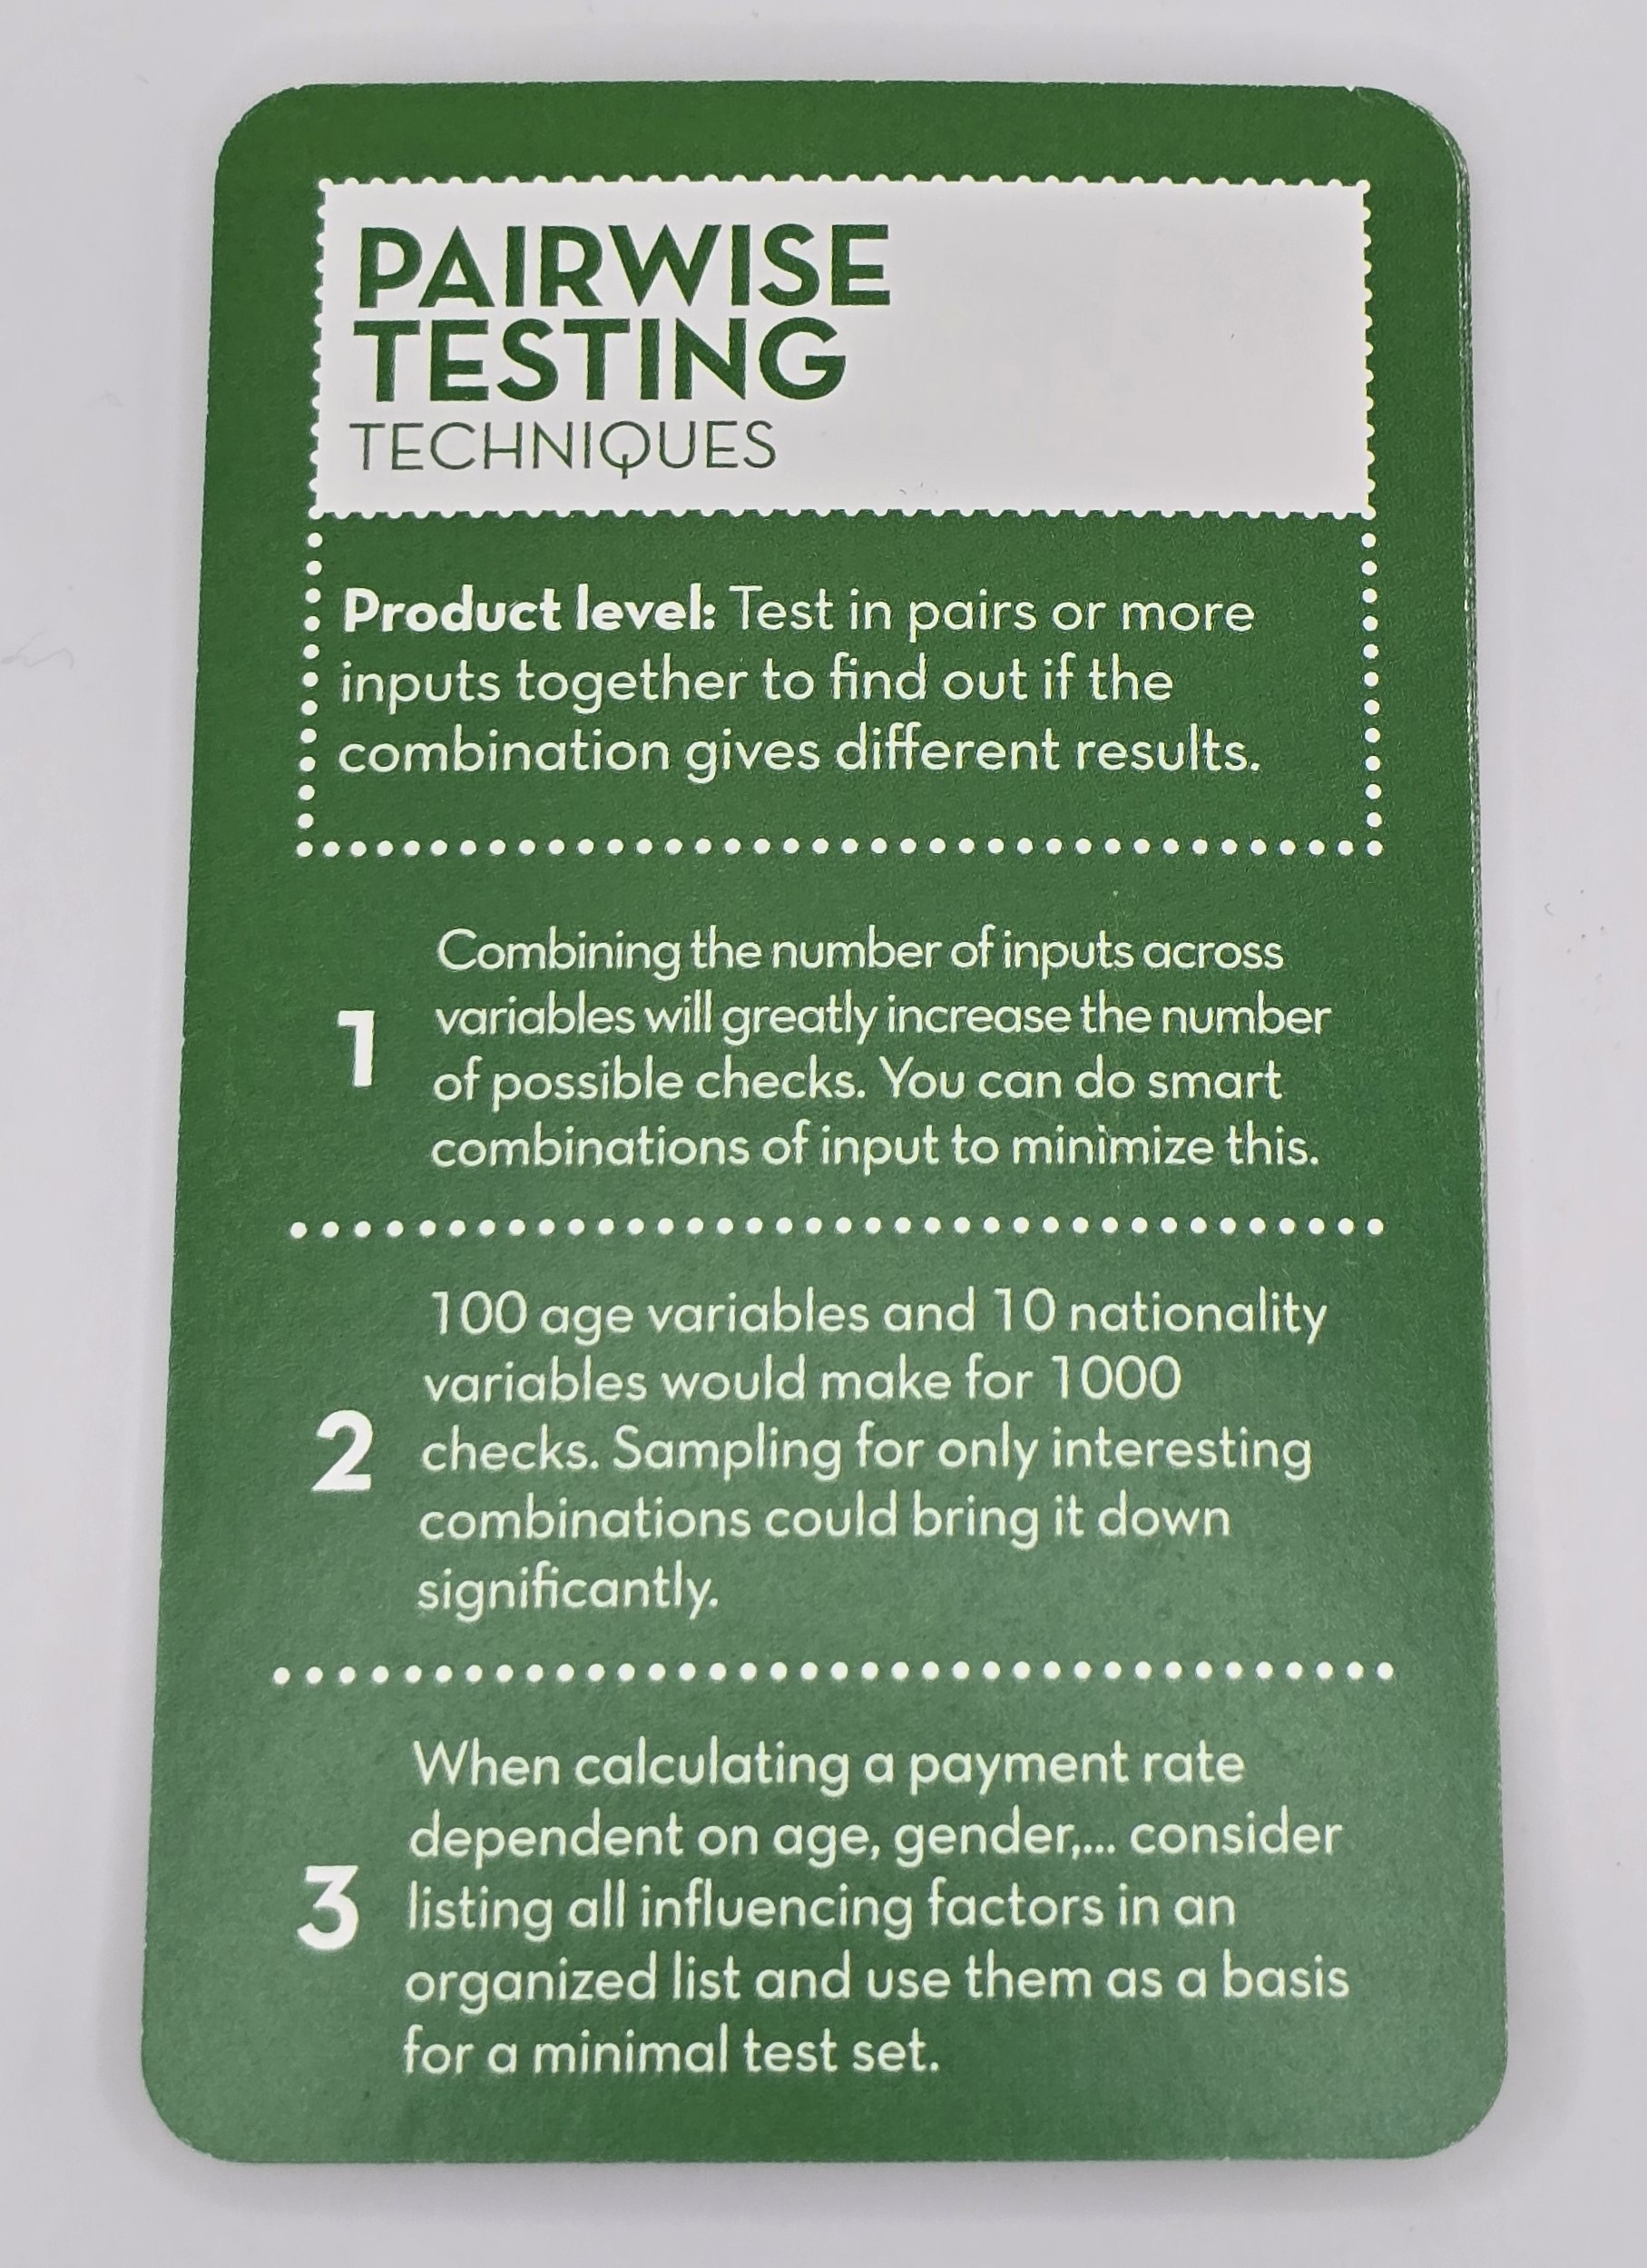 PAIRWISE
TESTING
TECHNIQUES
Product level: Test in pairs or more
inputs together to find out if the
combination gives different results.
1
Combining the number of inputs across
variables will greatly increase the number
of possible checks. You can do smart
combinations of input to minimize this.
2
100 age variables and 10 nationality
variables would make for 1000
checks. Sampling for only interesting
combinations could bring it down
significantly.
3
When calculating a payment rate
dependent on age, gender,... consider
listing all influencing factors in an
organized list and use them as a basis
for a minimal test set.